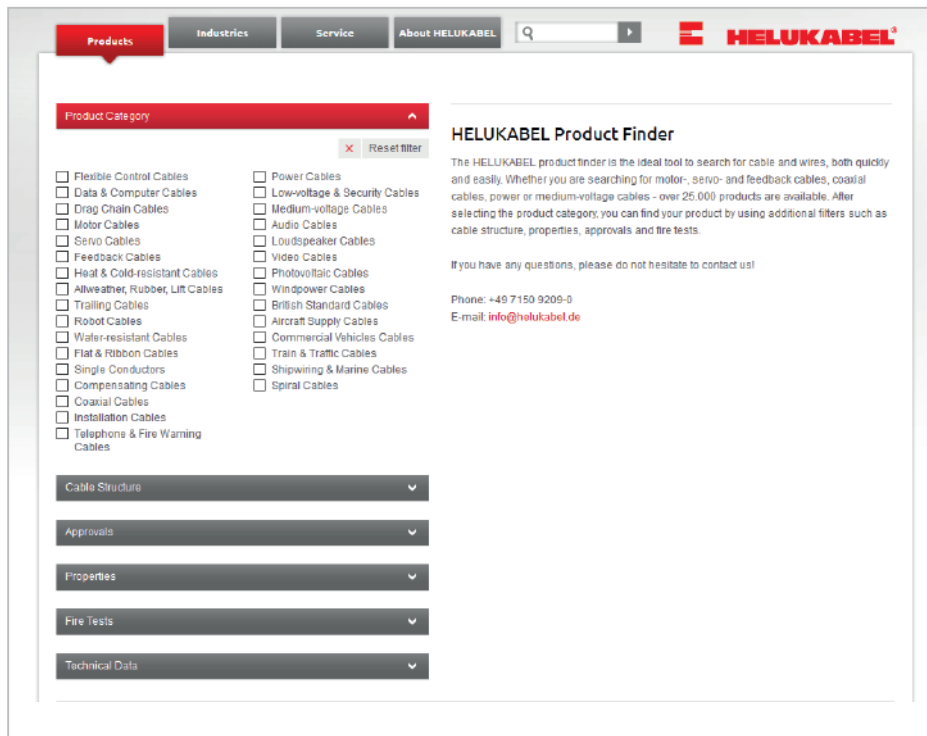 Products
Industries
Service
About HELUKABEL
HELUKABEL®
Product Category
Reset filter
Flexible Control Cables
Data & Computer Cables
Drag Chain Cables
Motor Cables
Servo Cables
Feedback Cables
Heat & Cold-resistant Cables
Allweather, Rubber, Lift Cables
Trailing Cables
Robot Cables
Water-resistant Cables
Flat & Ribbon Cables
Single Conductors
Compensating Cables
Coaxial Cables
Installation Cables
Telephone & Fire Warning
Cables
Power Cables
Low-voltage & Security Cables
Medium-voltage Cables
Audio Cables
Loudspeaker Cables
Video Cables
Photovoltaic Cables
Windpower Cables
British Standard Cables
Aircraft Supply Cables
Commercial Vehicles Cables
Train & Traffic Cables
Shipwiring & Marine Cables
Spiral Cables
Cable Structure
Approvals
Properties
Fire Tests
Technical Data
HELUKABEL Product Finder
The HELUKABEL product finder is the ideal tool to search for cable and wires, both quickly
and easily. Whether you are searching for motor-, servo- and feedback cables, coaxial
cables, power or medium-voltage cables - over 25.000 products are available. After
selecting the product category, you can find your product by using additional filters such as
cable structure, properties, approvals and fire tests.
If you have any questions, please do not hesitate to contact us!
Phone: +49 7150 9209-0
E-mail: info@helukabel.de